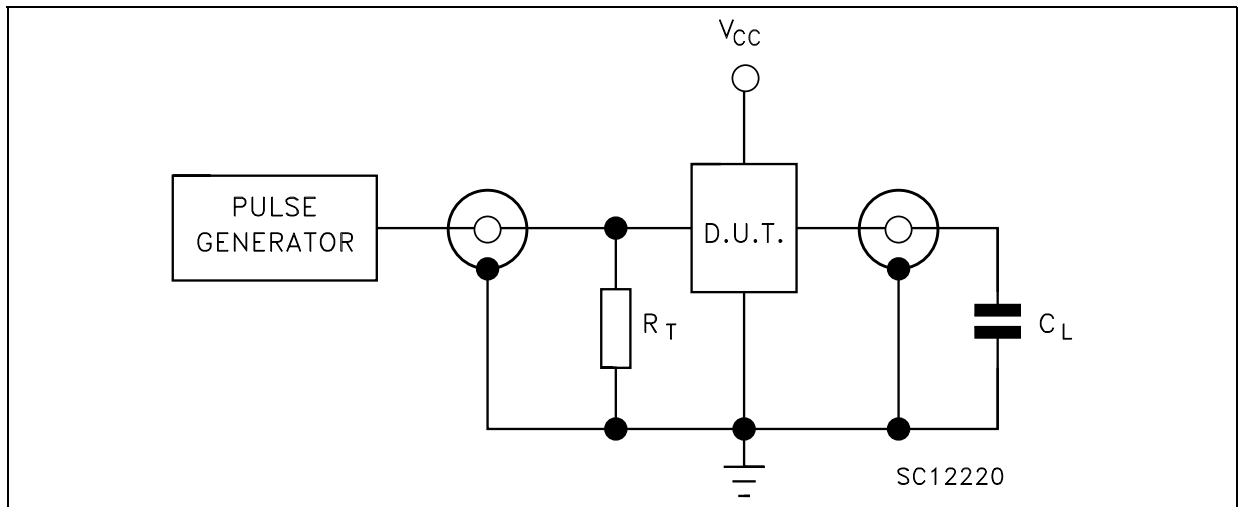 VCC
PULSE
GENERATOR
D.U.T.
RT
CL
SC12220